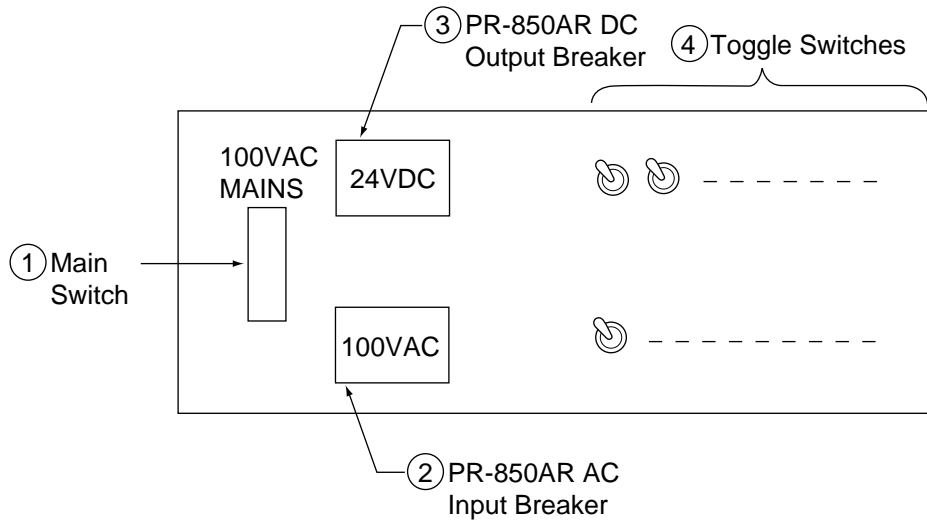 3 PR-850AR DC
Output Breaker
4 Toggle Switches
100VAC
MAINS
24VDC
1 Main
Switch
100VAC
2 PR-850AR AC
Input Breaker